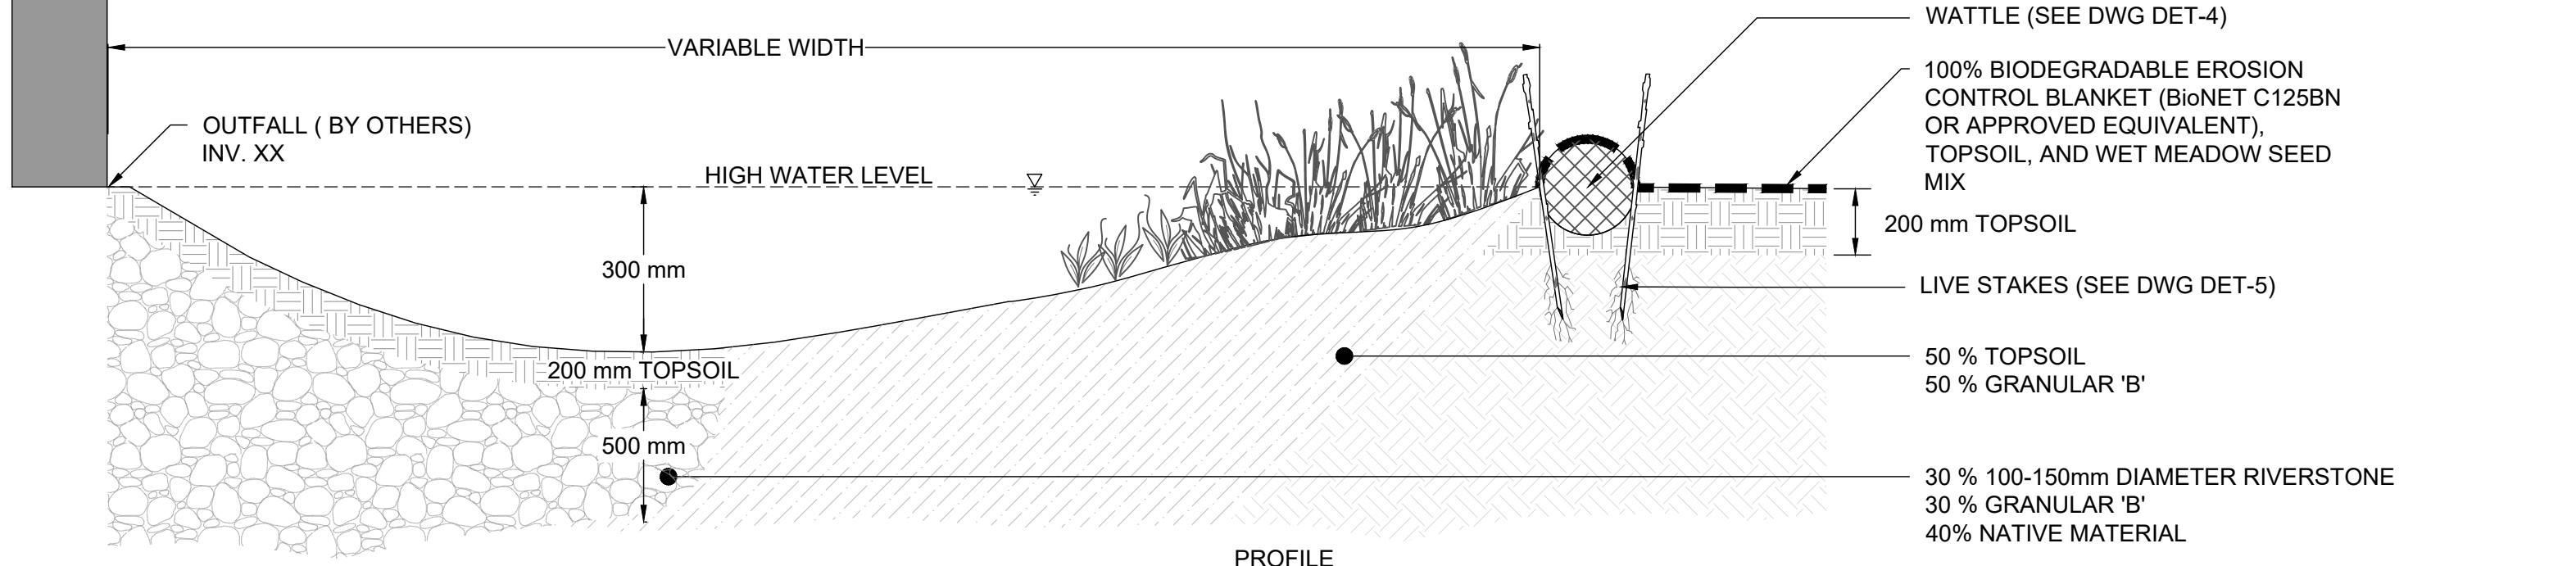 WATTLE (SEE DWG DET-4)
VARIABLE WIDTH
100% BIODEGRADABLE EROSION
CONTROL BLANKET (BioNET C125BN
OR APPROVED EQUIVALENT),
TOPSOIL, AND WET MEADOW SEED
MIX
OUTFALL ( BY OTHERS)
INV. XX
HIGH WATER LEVEL
200 mm TOPSOIL
300 mm
LIVE STAKES (SEE DWG DET-5)
200 mm TOPSOIL
50 % TOPSOIL
50 % GRANULAR 'B'
500 mm
30 % 100-150mm DIAMETER RIVERSTONE
30 % GRANULAR 'B'
40% NATIVE MATERIAL
PROFILE